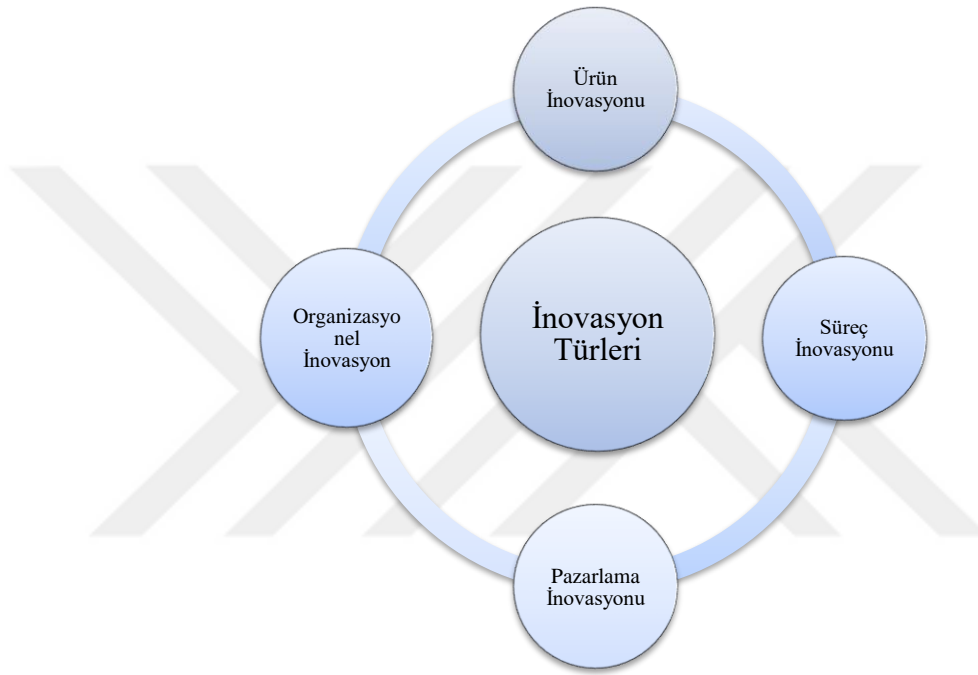 Ürün
İnovasyonu
Organizasyo
nel
İnovasyon
İnovasyon
Türleri
Süreç
İnovasyonu
Pazarlama
İnovasyonu